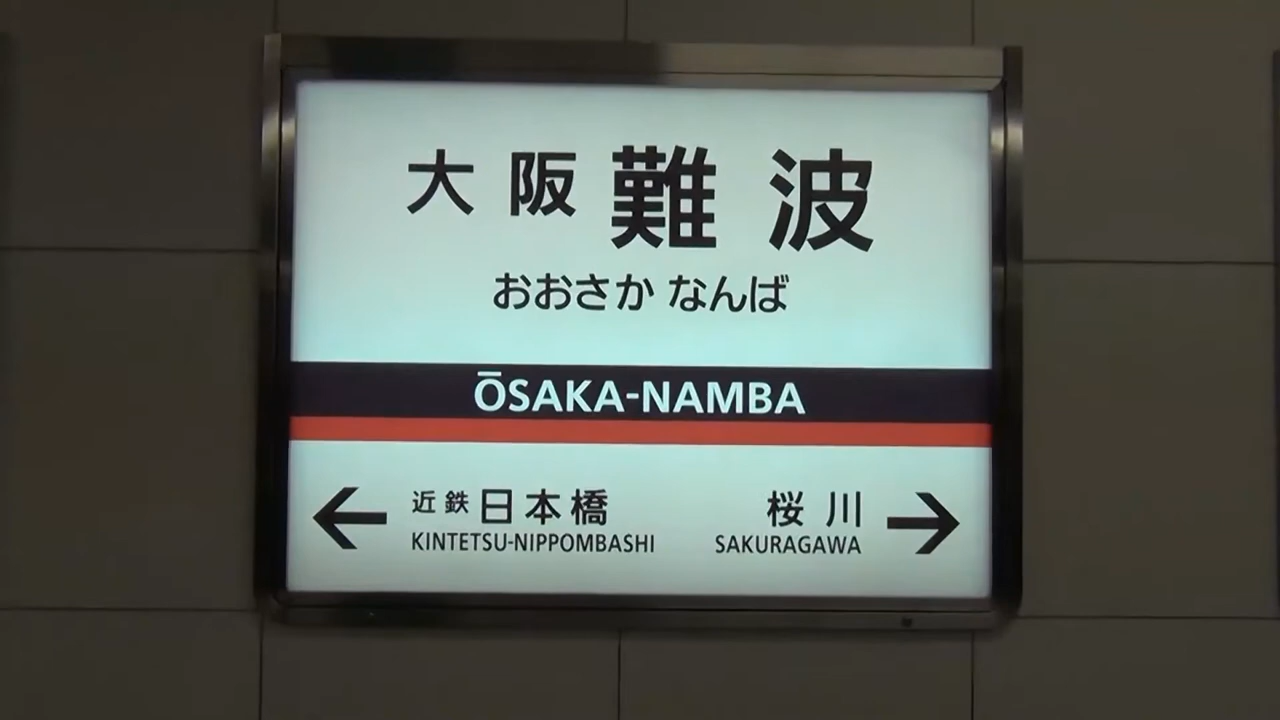 大阪難波
おおさか なんば
ŌSAKA-NAMBA
← 近鉄日本橋 桜川 →
KINTETSU-NIPPOMBASHI SAKURAGAWA